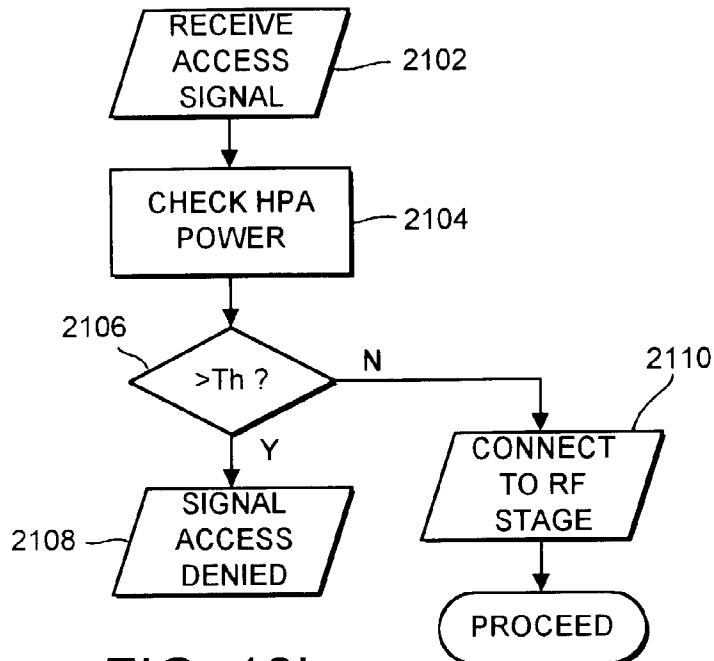 RECEIVE
ACCESS
SIGNAL
2102
CHECK HPA
POWER
2104
2106
>Th ?
N
2110
Y
CONNECT
TO RF
STAGE
SIGNAL
ACCESS
DENIED
2108
PROCEED